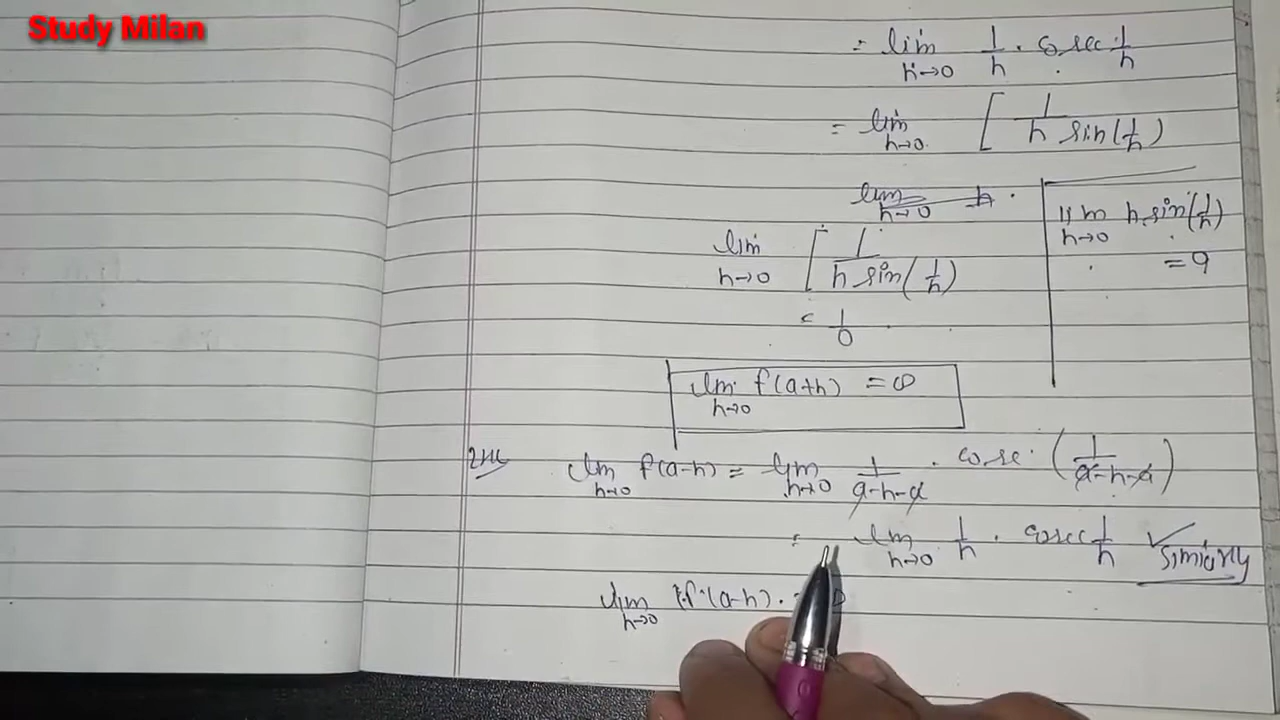 Study Milan
= lim h→0 1/h · cosec 1/h
= lim h→0 [ 1/h sin(1/h)
lim h→0 1/h ·
lim h→0 h sin(1/h)
= 0
lim h→0 [ 1/h sin(1/h)
= 1/0
lim h→0 f(a+h) = ∞
lim h→0 f(a-h) = lim h→0 1/a-h-a · cosec · (1/a-h-a)
= lim h→0 1/h · cosec 1/h ✓ Similarly
lim h→0 f(a-h) · =